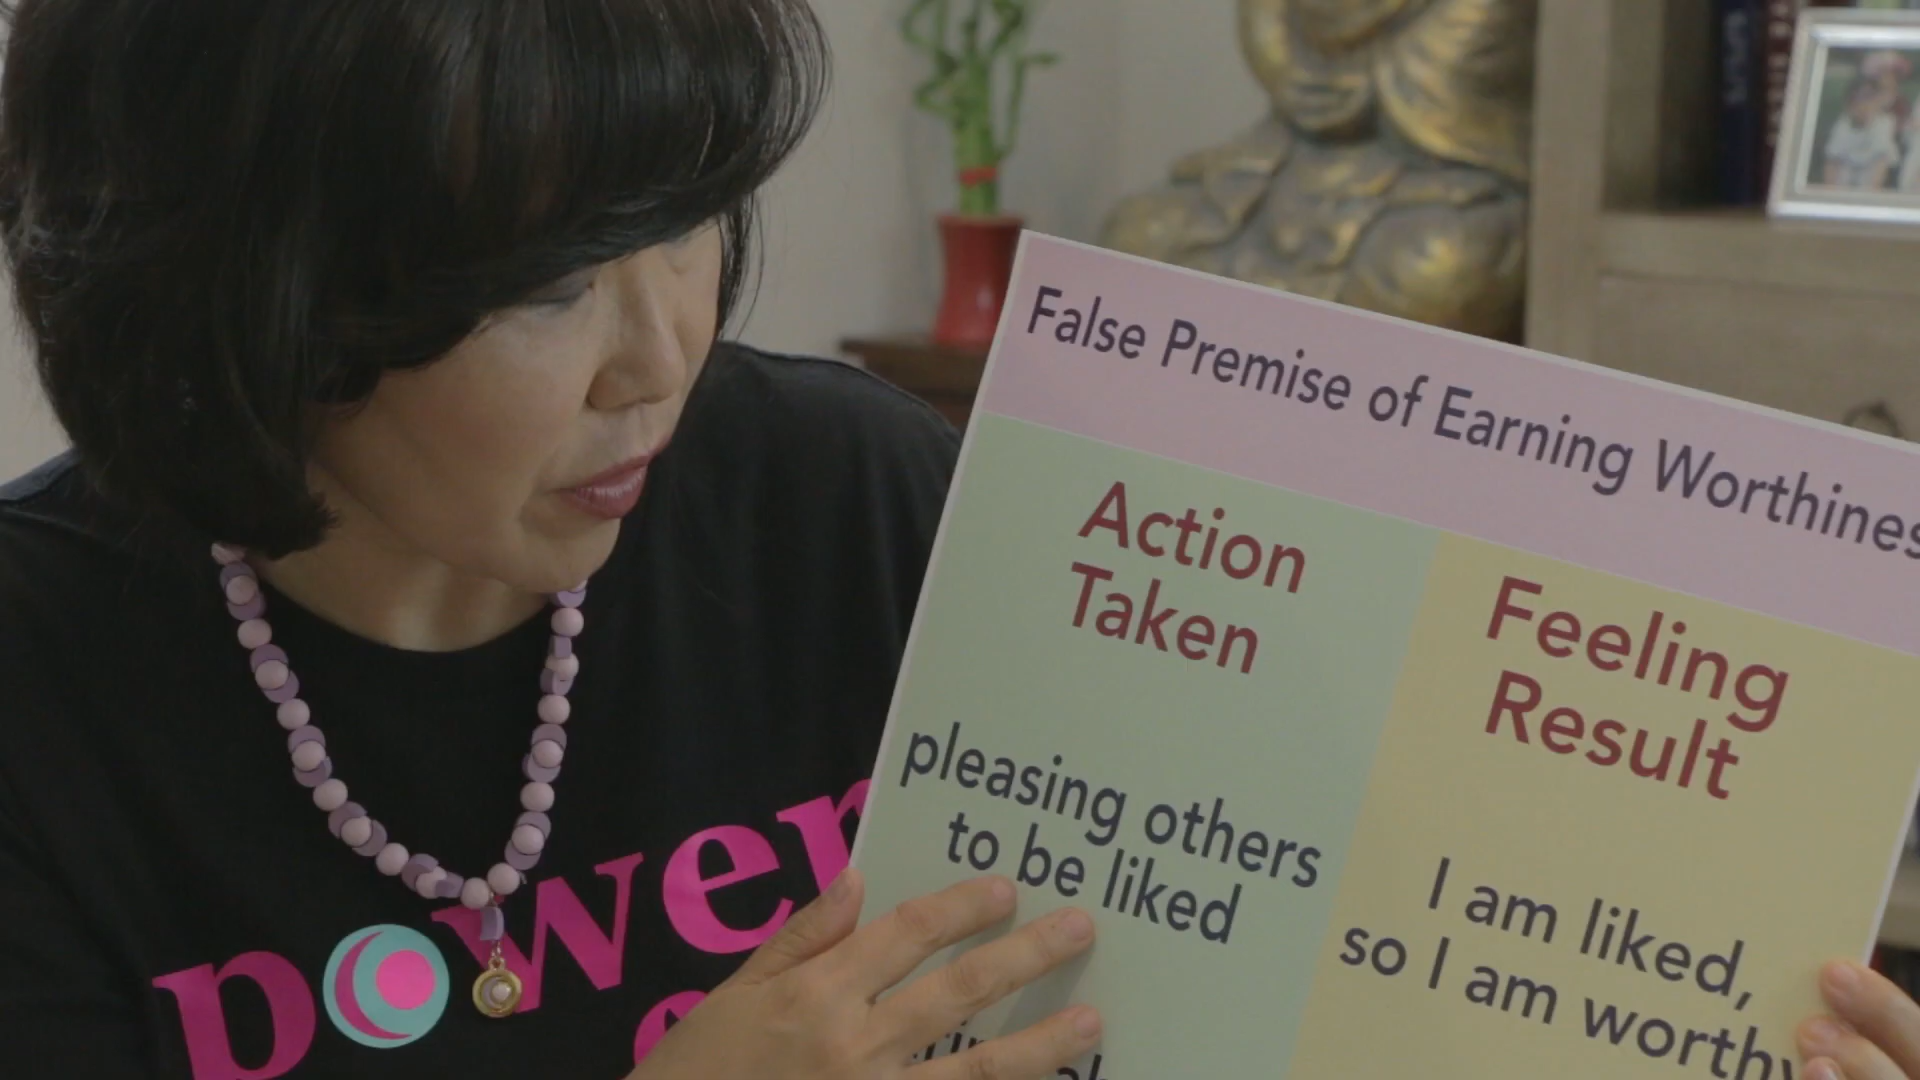 False Premise of Earning Worthines
Action
Taken
Feeling
Result
pleasing others
to be liked
I am liked,
so I am worthy
power